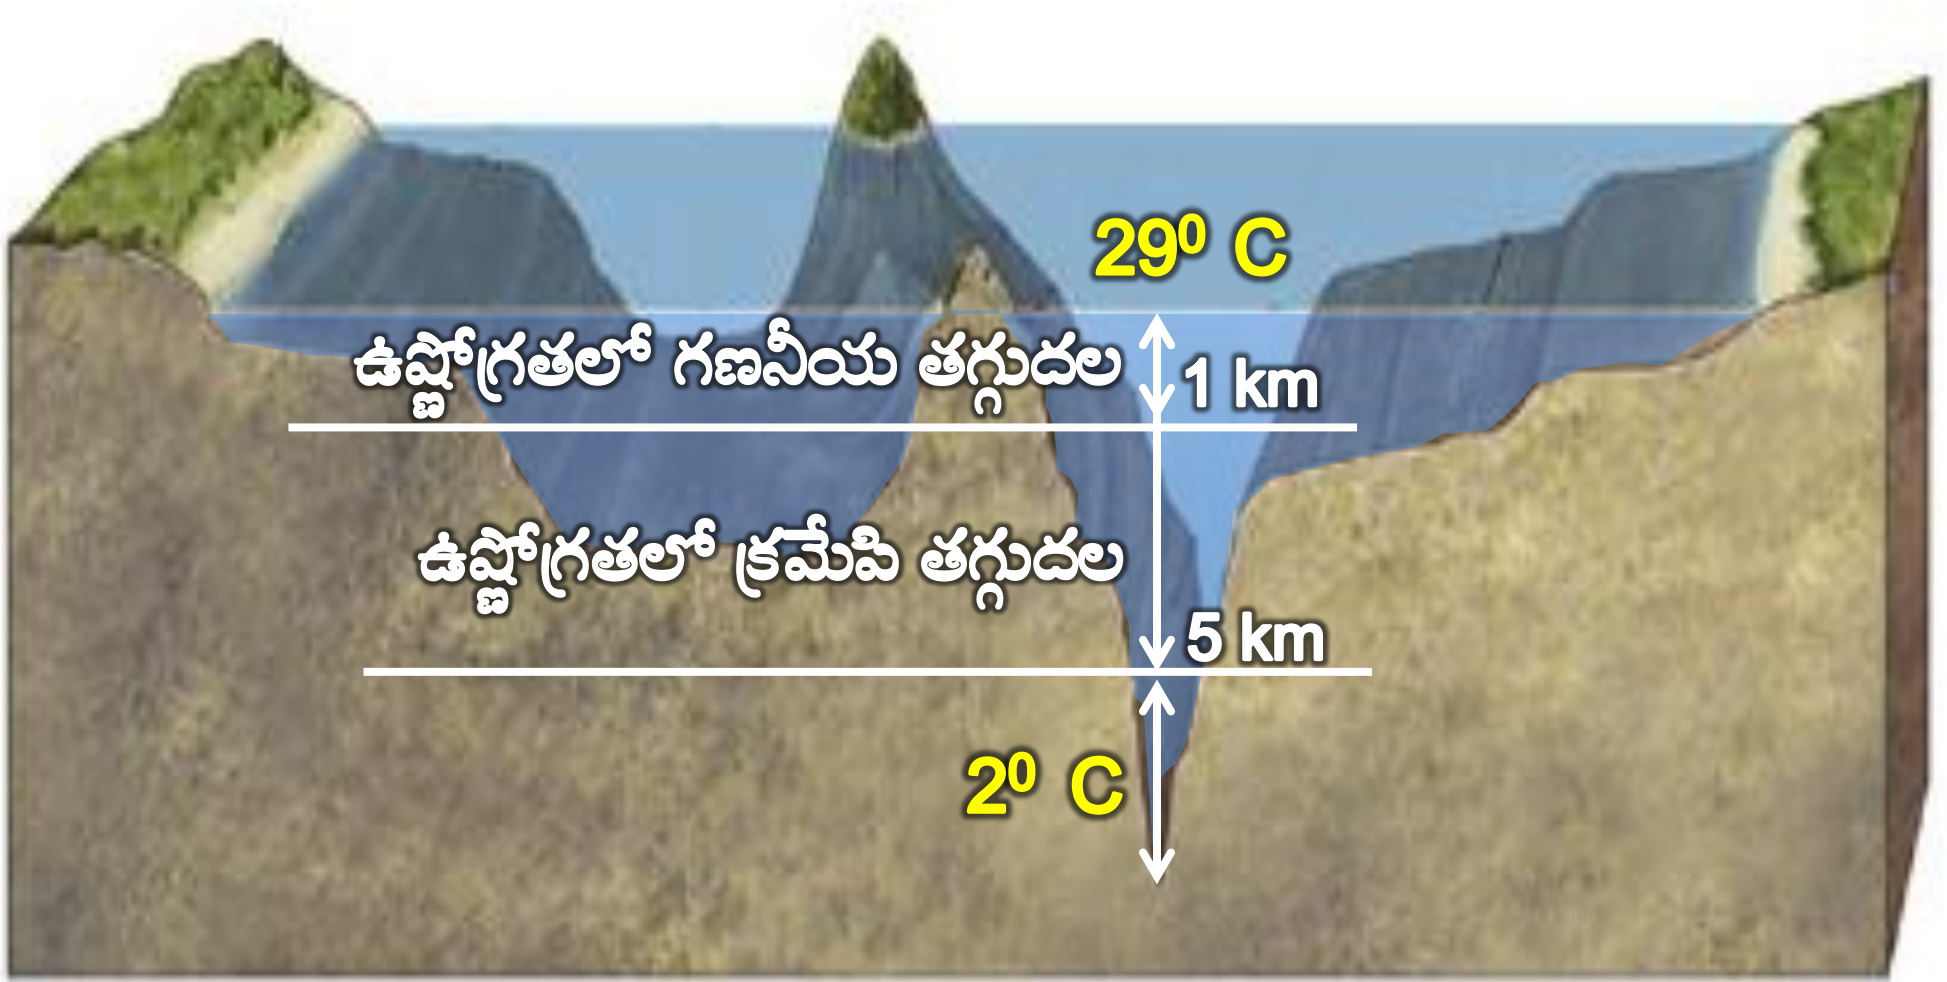 29⁰ C
ఉష్ణోగ్రతలో గణనీయ తగ్గుదల
1 km
ఉష్ణోగ్రతలో క్రమేపి తగ్గుదల
5 km
2⁰ C